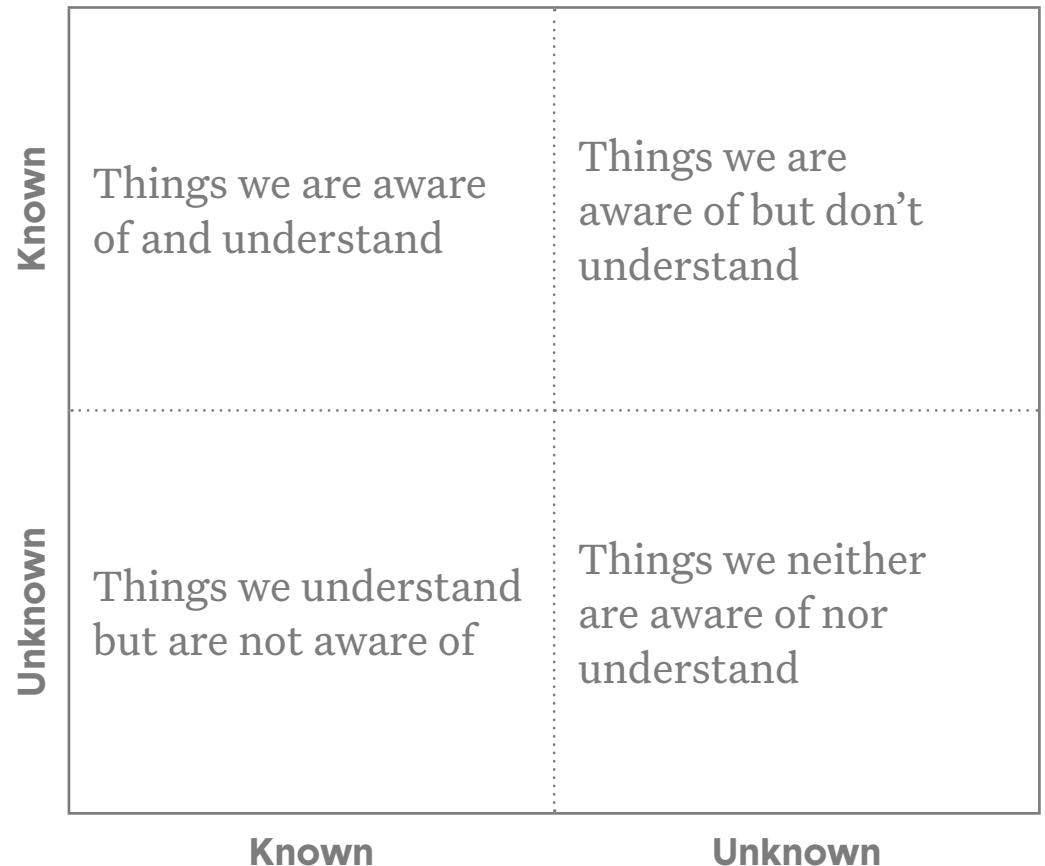 Known
Things we are aware
of and understand
Things we are
aware of but don’t
understand
Unknown
Things we understand
but are not aware of
Things we neither
are aware of nor
understand
Known
Unknown